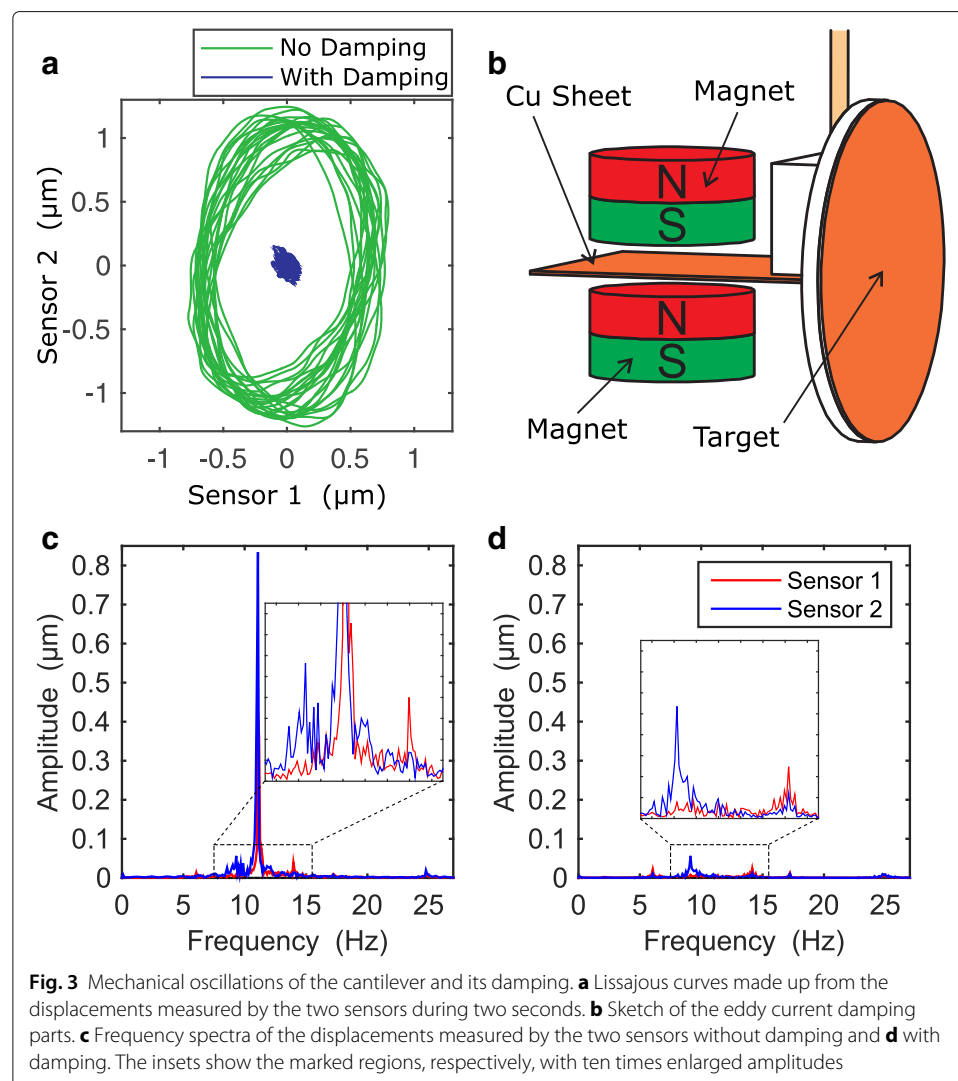 a
No Damping
With Damping
Sensor 2 (µm)
1
0.5
0
-0.5
-1
-1 -0.5 0 0.5 1
Sensor 1 (µm)
b
Cu Sheet
Magnet
N
S
N
S
Magnet
Target
c
Amplitude (µm)
0.8
0.7
0.6
0.5
0.4
0.3
0.2
0.1
0
0 5 10 15 20 25
Frequency (Hz)
d
Sensor 1
Sensor 2
Amplitude (µm)
0.8
0.7
0.6
0.5
0.4
0.3
0.2
0.1
0
0 5 10 15 20 25
Frequency (Hz)
Fig. 3 Mechanical oscillations of the cantilever and its damping. a Lissajous curves made up from the
displacements measured by the two sensors during two seconds. b Sketch of the eddy current damping
parts. c Frequency spectra of the displacements measured by the two sensors without damping and d with
damping. The insets show the marked regions, respectively, with ten times enlarged amplitudes